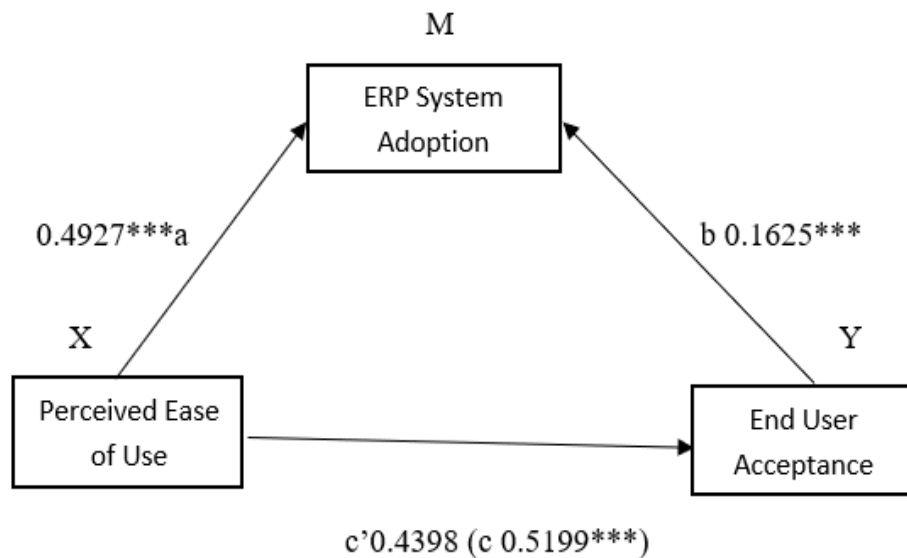 M
ERP System
Adoption
0.4927***a
b 0.1625***
X
Y
Perceived Ease
of Use
End User
Acceptance
c’0.4398 (c 0.5199***)